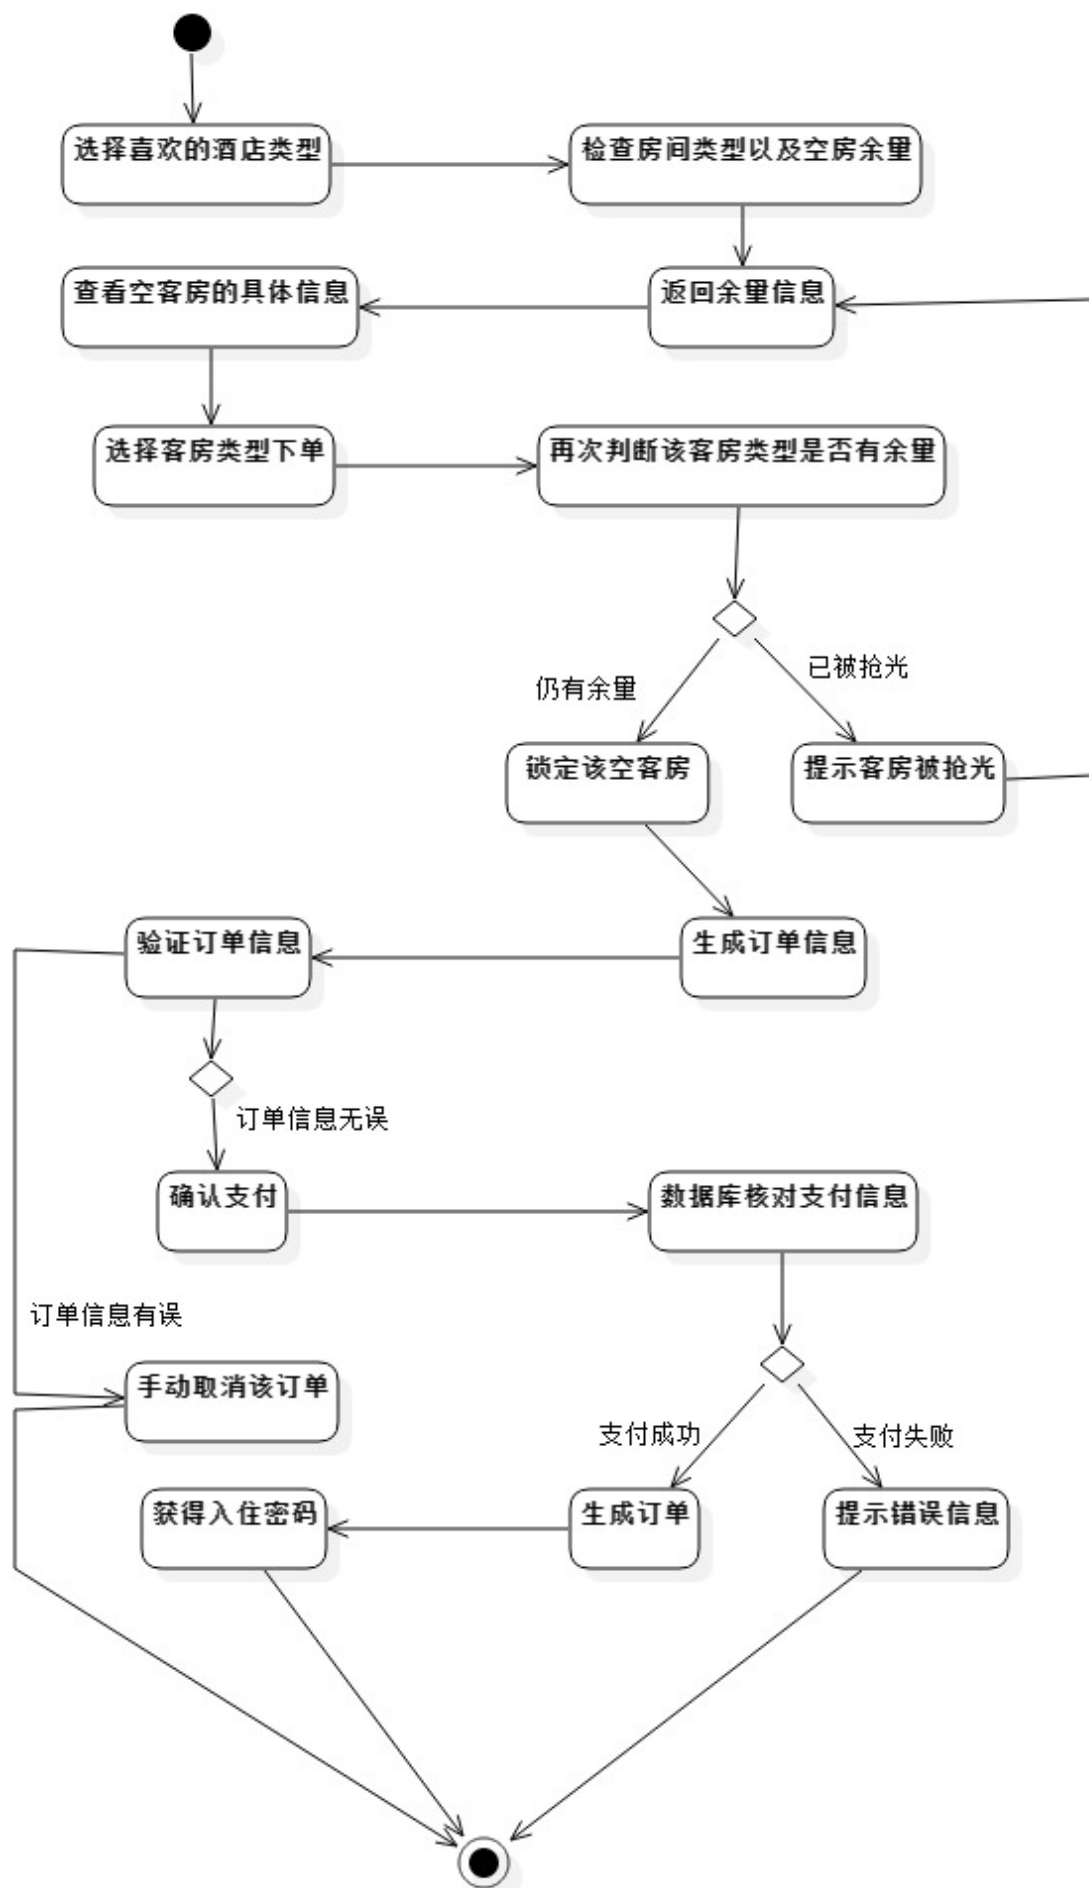 选择喜欢的酒店类型
检查房间类型以及空房余量
查看空客房的具体信息
返回余量信息
选择客房类型下单
再次判断该客房类型是否有余量
仍有余量
已被抢光
锁定该空客房
提示客房被抢光
验证订单信息
生成订单信息
订单信息无误
确认支付
数据库核对支付信息
订单信息有误
手动取消该订单
支付成功
支付失败
获得入住密码
生成订单
提示错误信息